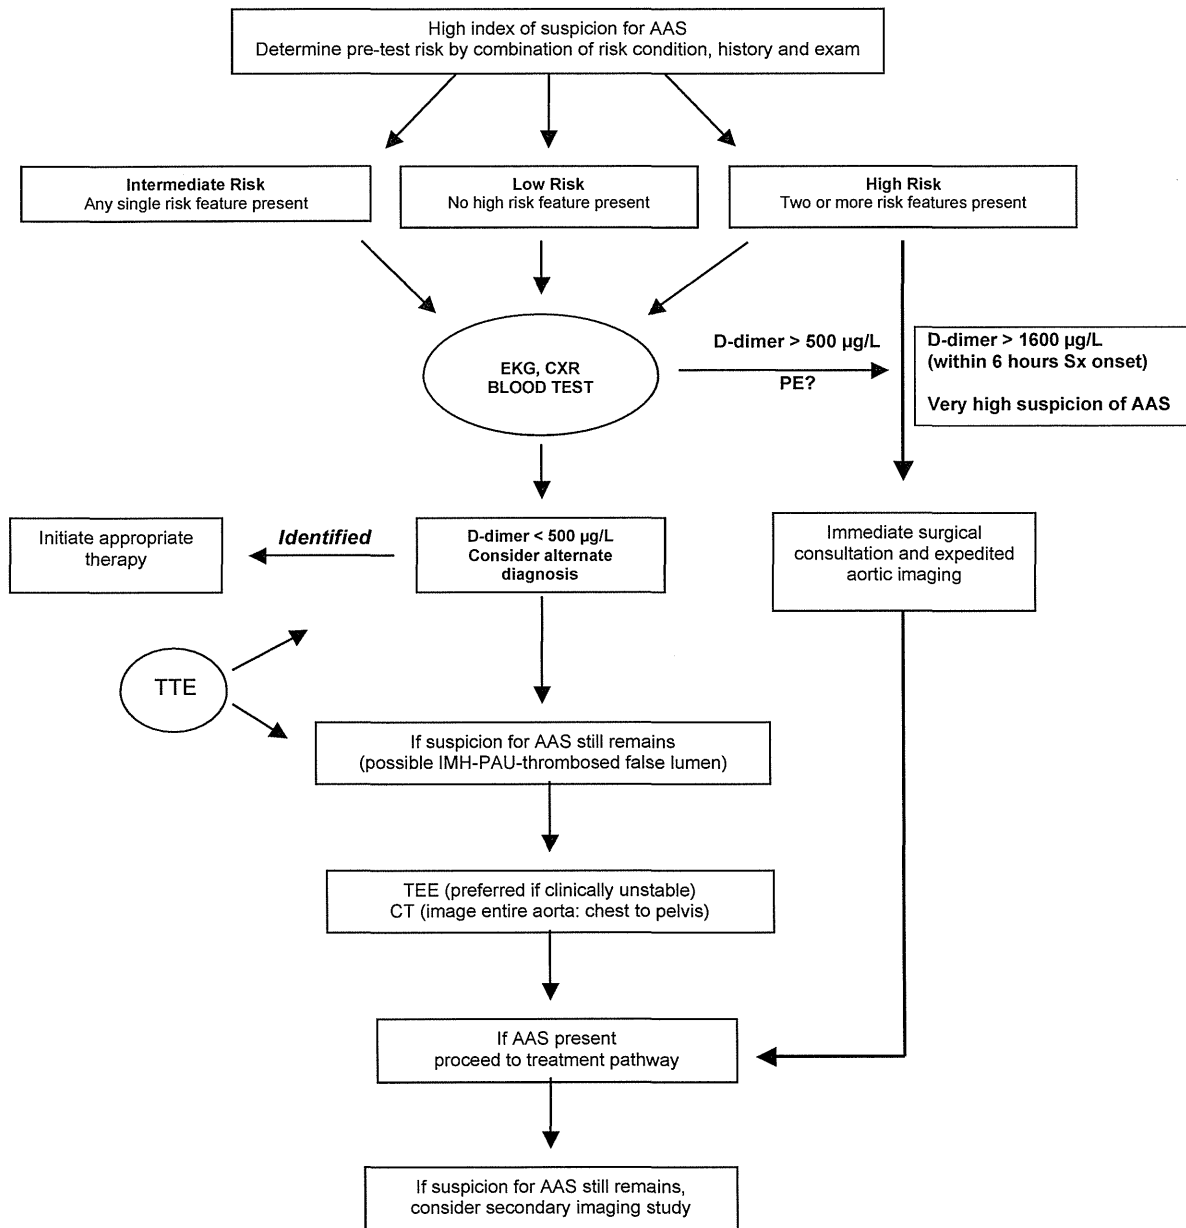 High index of suspicion for AAS
Determine pre-test risk by combination of risk condition, history and exam
Intermediate Risk
Any single risk feature present
Low Risk
No high risk feature present
High Risk
Two or more risk features present
EKG, CXR
BLOOD TEST
D-dimer > 500 µg/L
PE?
D-dimer > 1600 µg/L
(within 6 hours Sx onset)
Very high suspicion of AAS
Initiate appropriate
therapy
Identified
D-dimer < 500 µg/L
Consider alternate
diagnosis
Immediate surgical
consultation and expedited
aortic imaging
TTE
If suspicion for AAS still remains
(possible IMH-PAU-thrombosed false lumen)
TEE (preferred if clinically unstable)
CT (image entire aorta: chest to pelvis)
If AAS present
proceed to treatment pathway
If suspicion for AAS still remains,
consider secondary imaging study